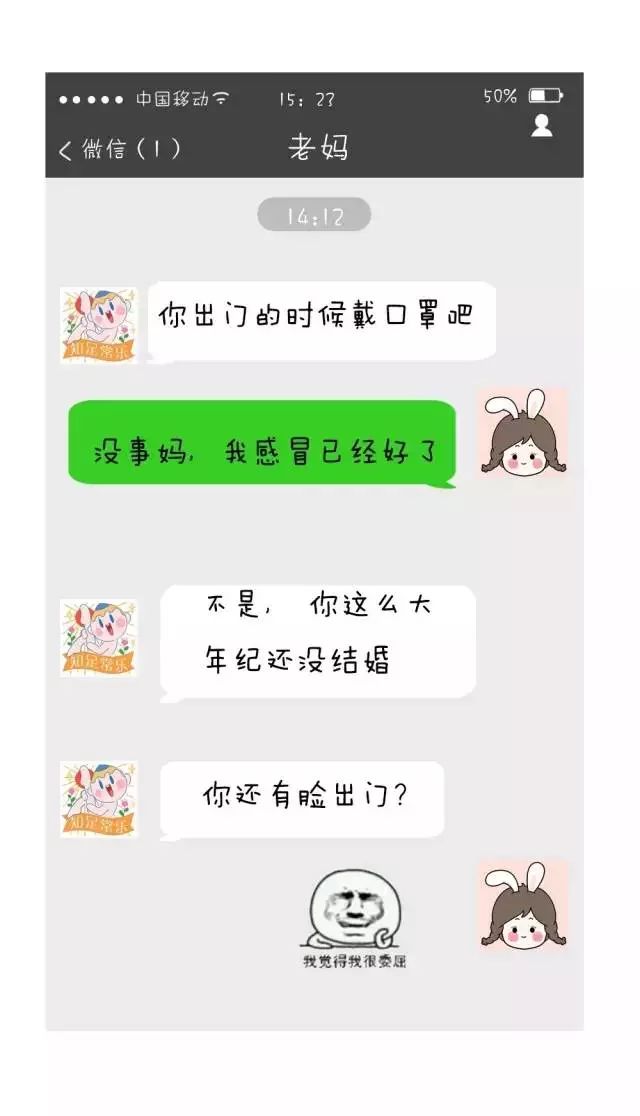 中国移动 15:27 50%
微信(1) 老妈
14:12
你出门的时候戴口罩吧
知足常乐
没事妈, 我感冒已经好了
不是, 你这么大
年纪还没结婚
知足常乐
你还有脸出门?
知足常乐
我觉得我很委屈